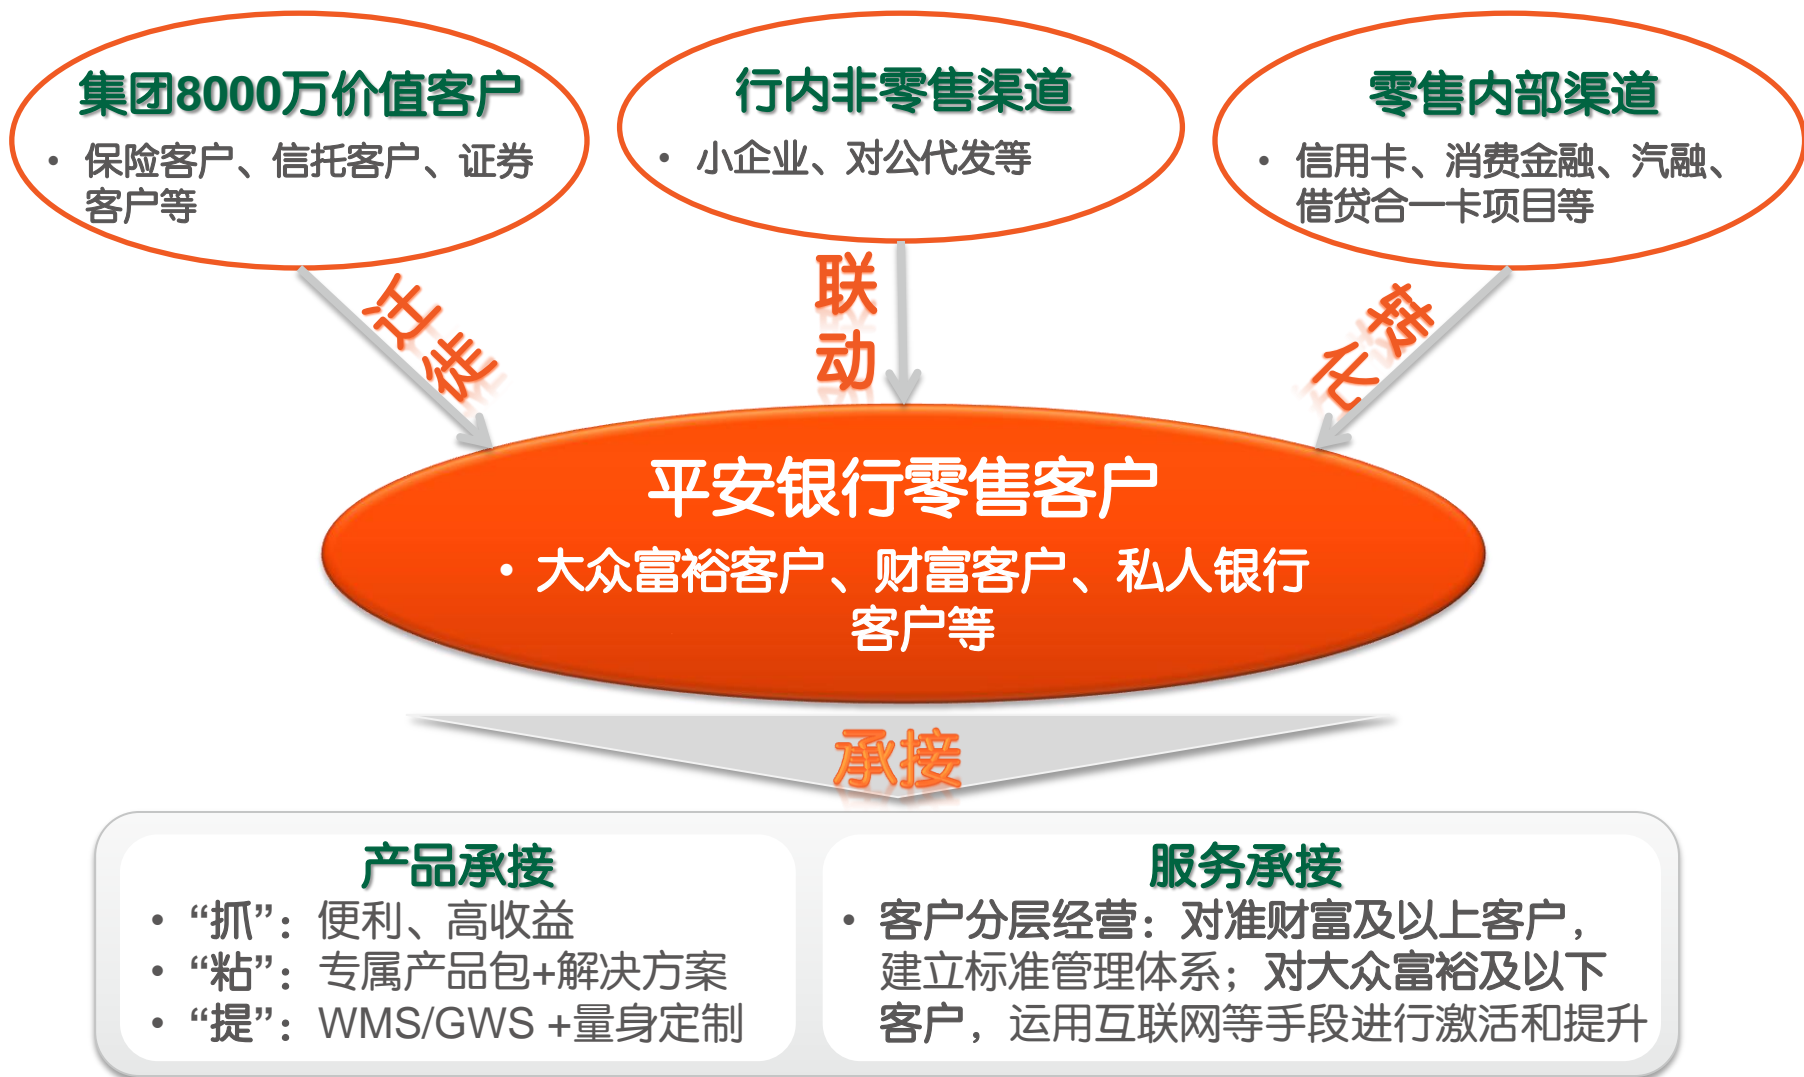 集团8000万价值客户
• 保险客户、信托客户、证券
客户等
行内非零售渠道
• 小企业、对公代发等
零售内部渠道
• 信用卡、消费金融、汽融、
借贷合一卡项目等
迁徙
联动
转化
平安银行零售客户
• 大众富裕客户、财富客户、私人银行
客户等
承接
产品承接
• “抓”：便利、高收益
• “粘”：专属产品包+解决方案
• “提”：WMS/GWS +量身定制
服务承接
• 客户分层经营：对准财富及以上客户，
建立标准管理体系；对大众富裕及以下
客户，运用互联网等手段进行激活和提升